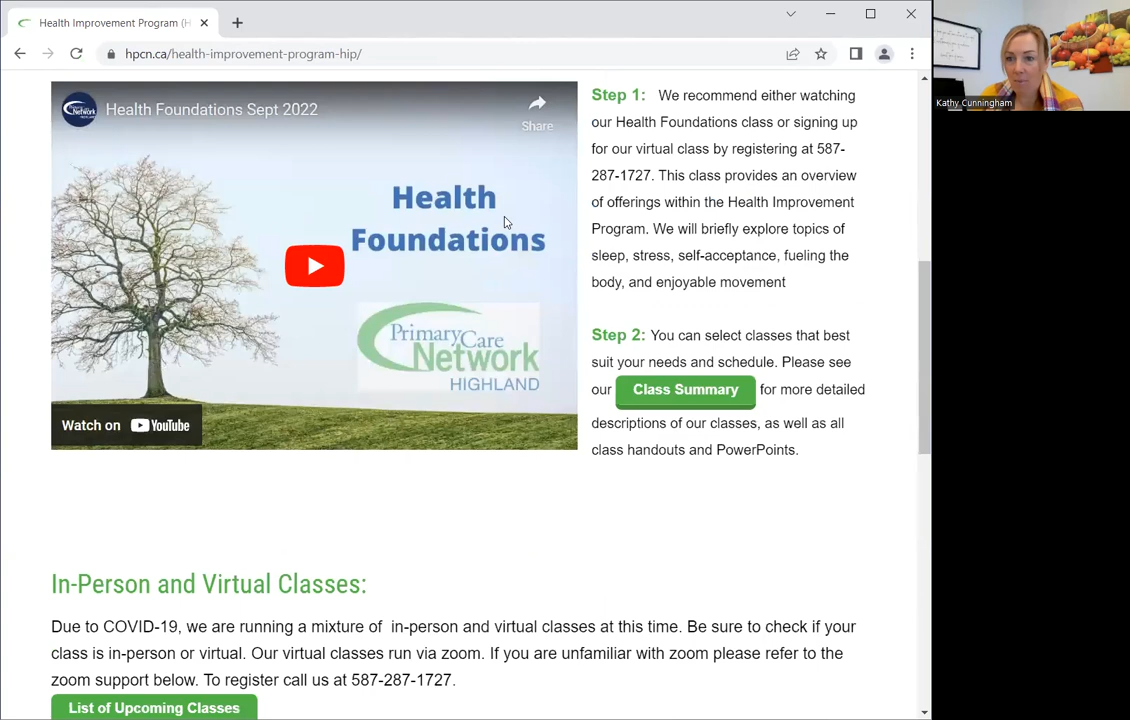 Health Improvement Program (H
hpcn.ca/health-improvement-program-hip/
Kathy Cunningham
Primary Care Network
Health Foundations Sept 2022
Share
Health
Foundations
PrimaryCare
Network
HIGHLAND
Watch on YouTube
Step 1: We recommend either watching
our Health Foundations class or signing up
for our virtual class by registering at 587-
287-1727. This class provides an overview
of offerings within the Health Improvement
Program. We will briefly explore topics of
sleep, stress, self-acceptance, fueling the
body, and enjoyable movement
Step 2: You can select classes that best
suit your needs and schedule. Please see
our Class Summary for more detailed
descriptions of our classes, as well as all
class handouts and PowerPoints.
In-Person and Virtual Classes:
Due to COVID-19, we are running a mixture of in-person and virtual classes at this time. Be sure to check if your
class is in-person or virtual. Our virtual classes run via zoom. If you are unfamiliar with zoom please refer to the
zoom support below. To register call us at 587-287-1727.
List of Upcoming Classes